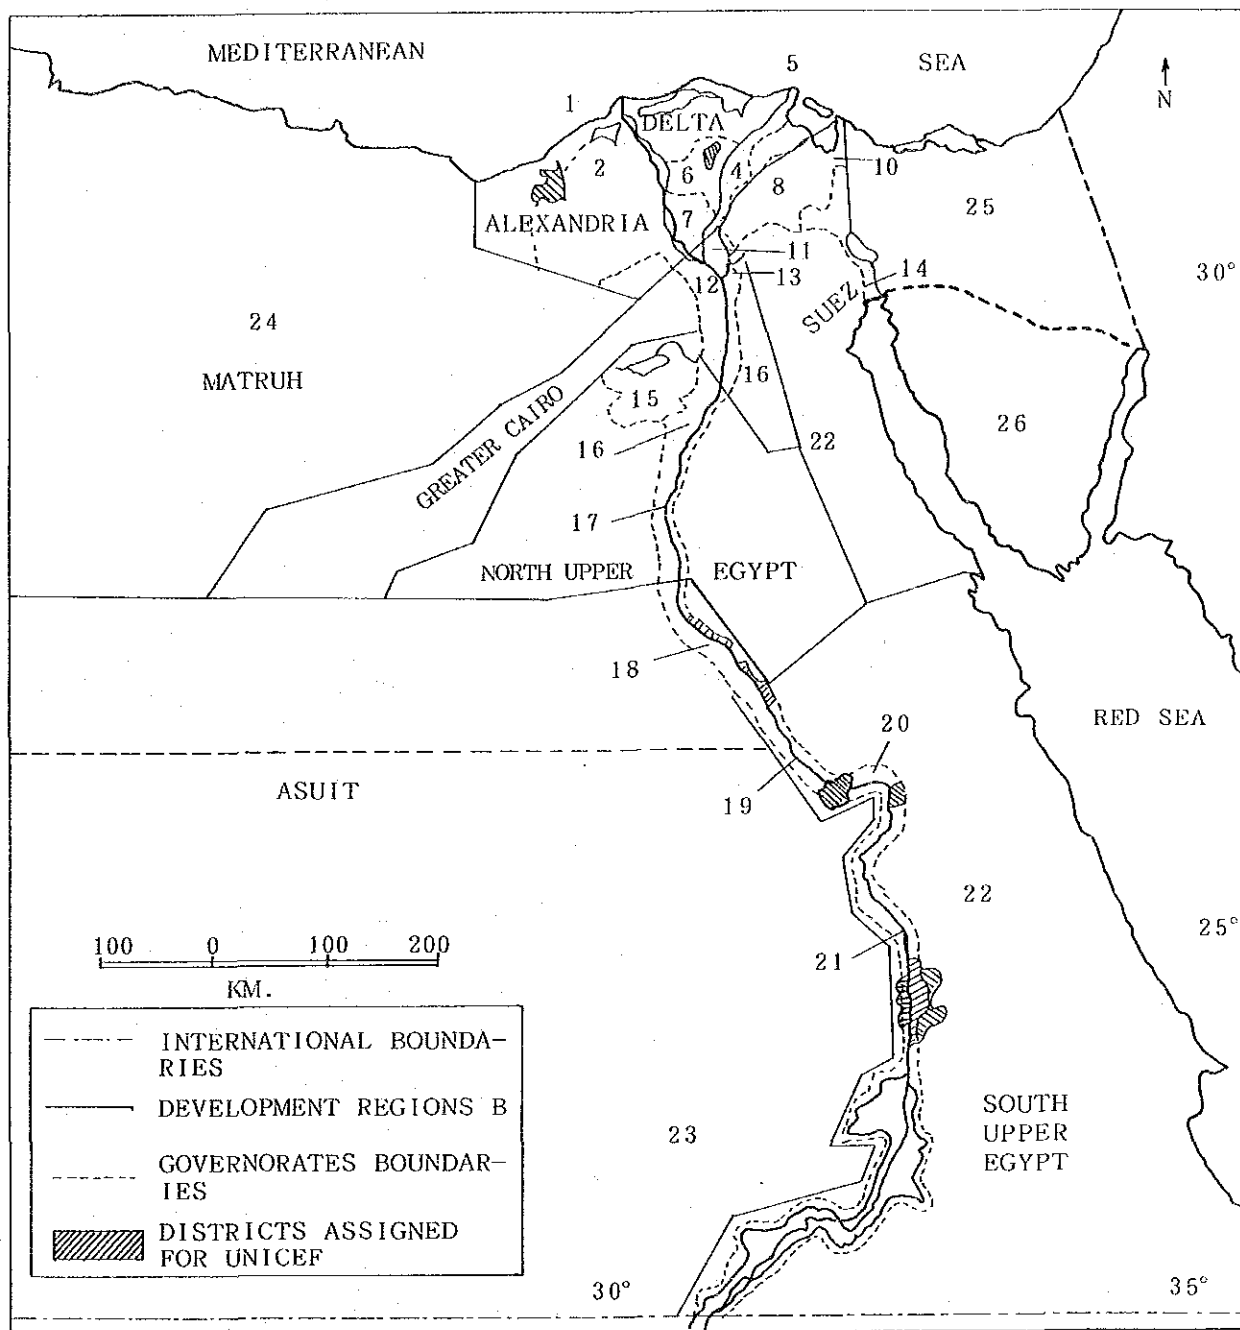 MEDITERRANEAN
SEA
5
1
N
DELTA
2
6
4
8
10
ALEXANDRIA
7
25
11
12
13
14
30°
SUEZ
24
MATRUH
16
15
GREATER CAIRO
26
16
22
17
NORTH UPPER
EGYPT
18
RED SEA
20
ASUIT
19
22
25°
100 0 100 200
KM.
21
INTERNATIONAL BOUNDA-
RIES
DEVELOPMENT REGIONS B
GOVERNORATES BOUNDAR-
IES
DISTRICTS ASSIGNED
FOR UNICEF
23
SOUTH
UPPER
EGYPT
30°
35°